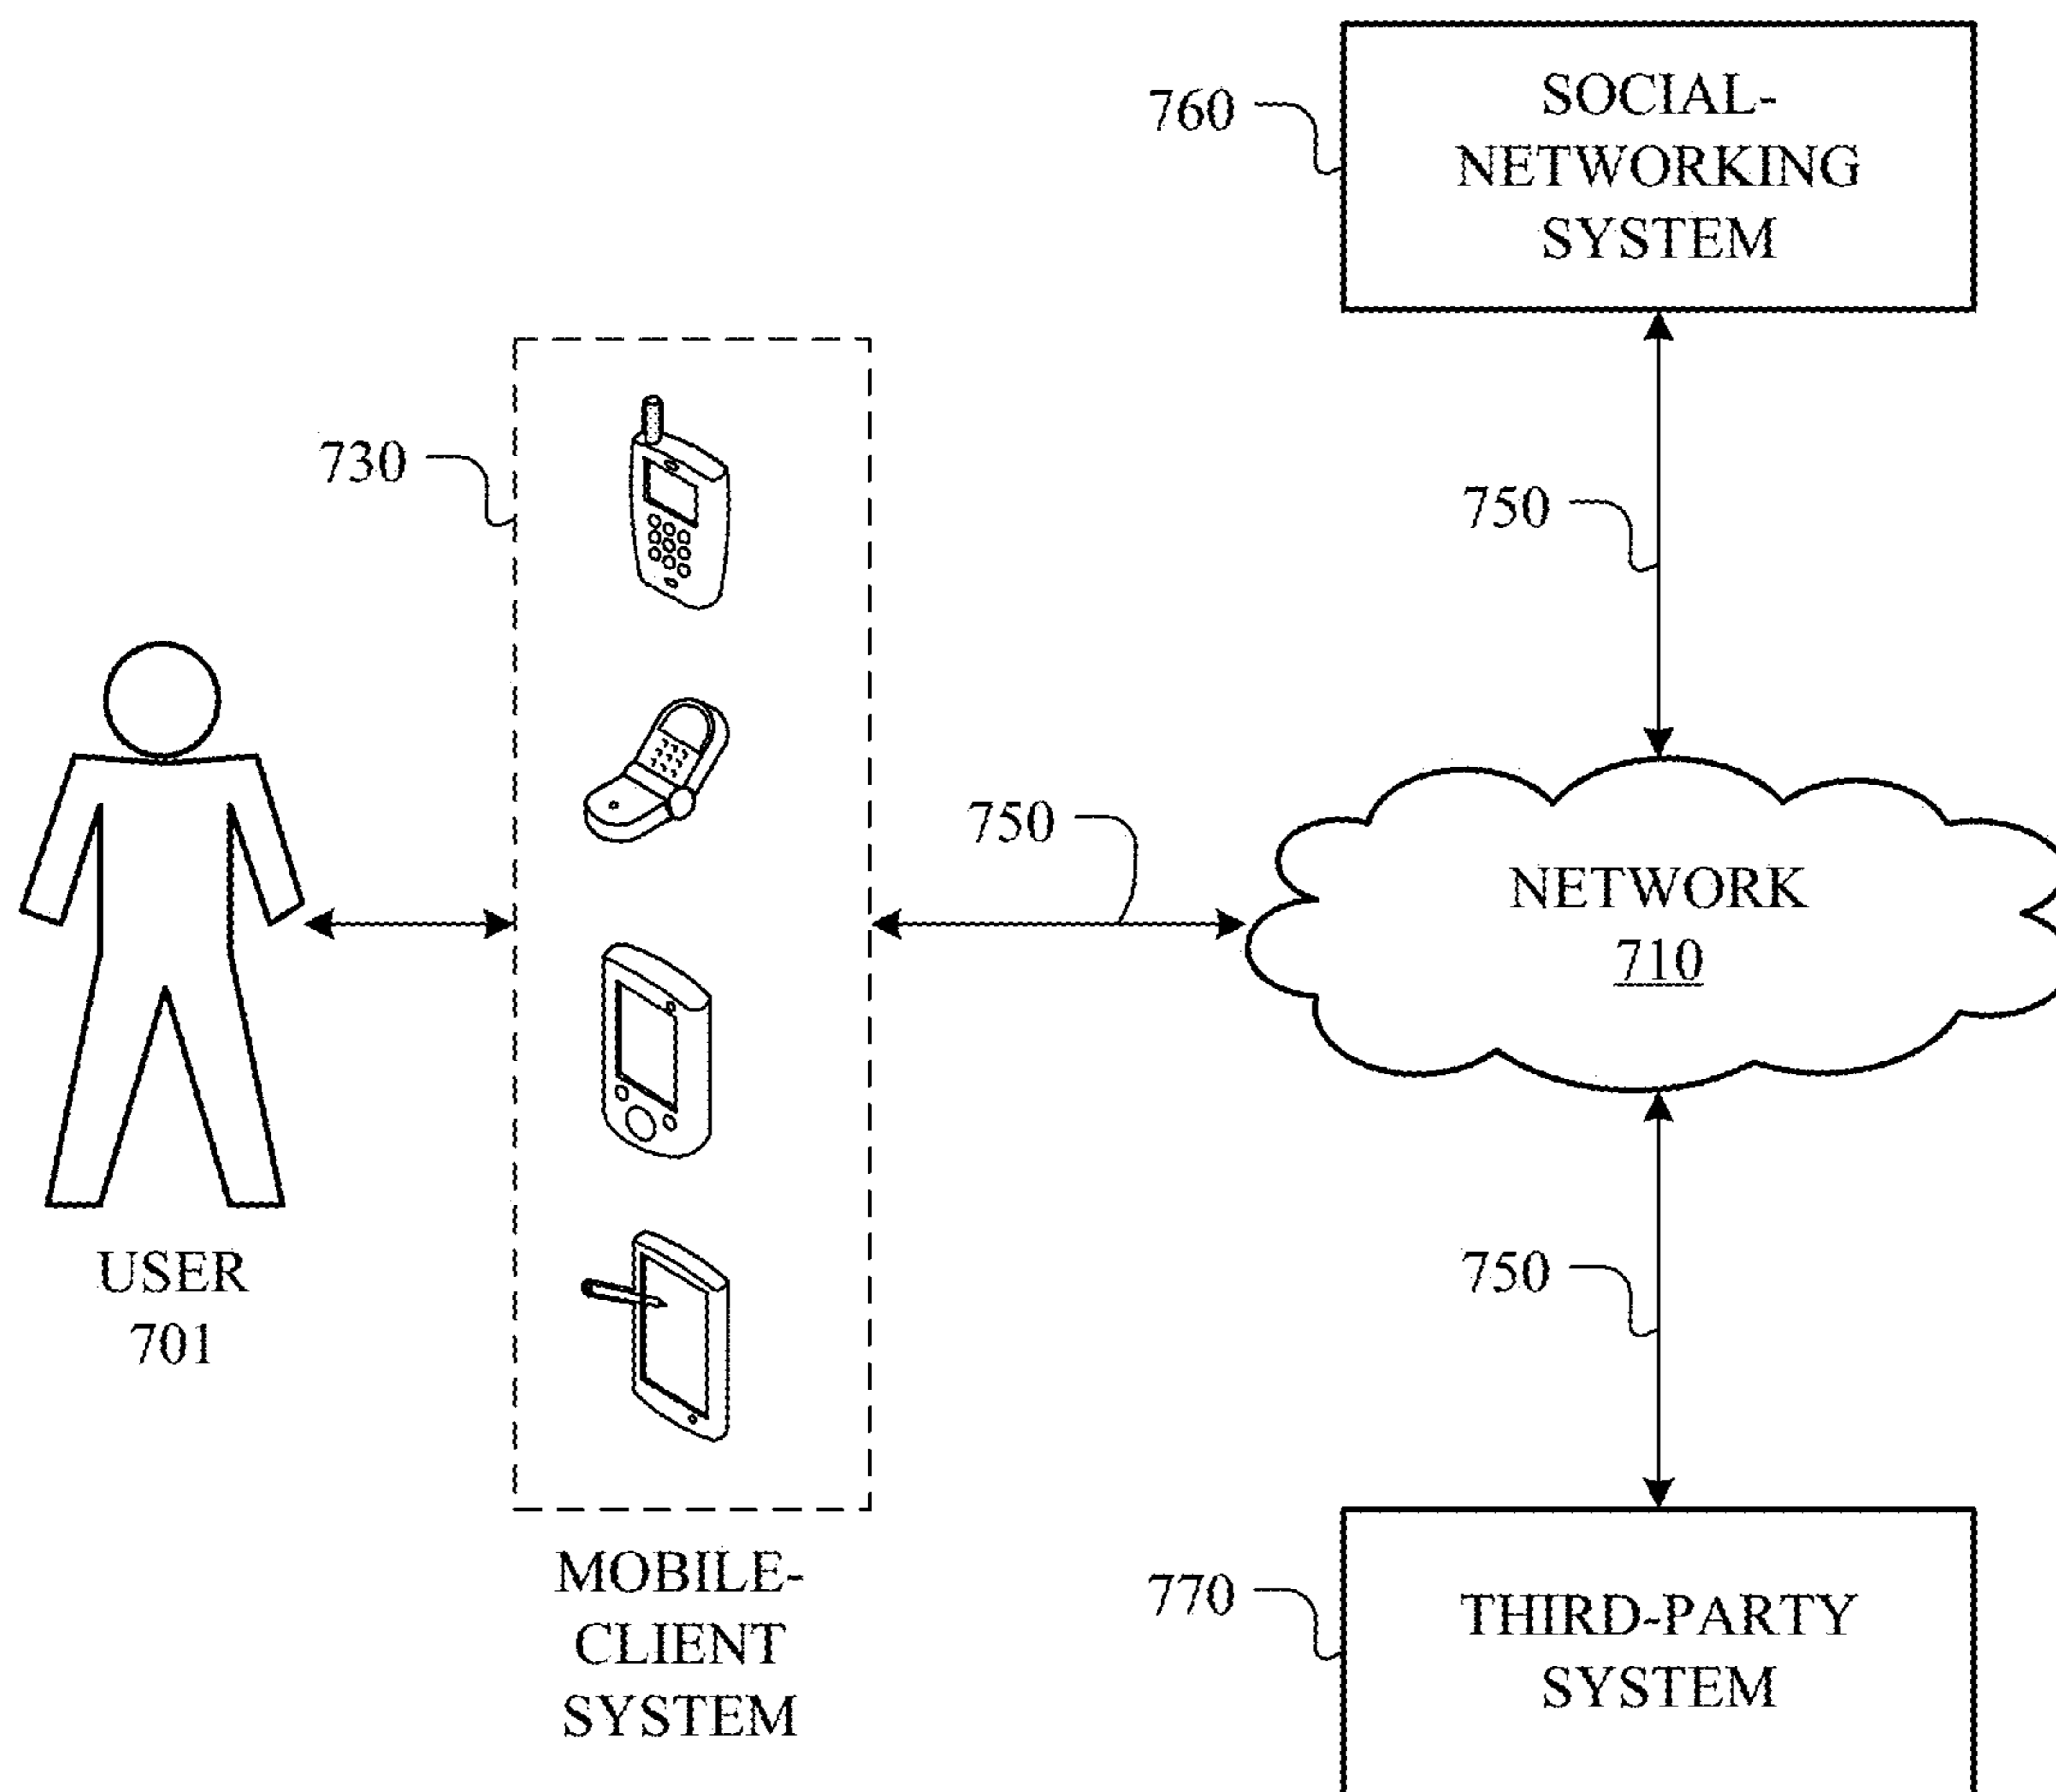 760
SOCIAL-
NETWORKING
SYSTEM
730
750
750
NETWORK
710
USER
701
750
MOBILE-
CLIENT
SYSTEM
770
THIRD-PARTY
SYSTEM